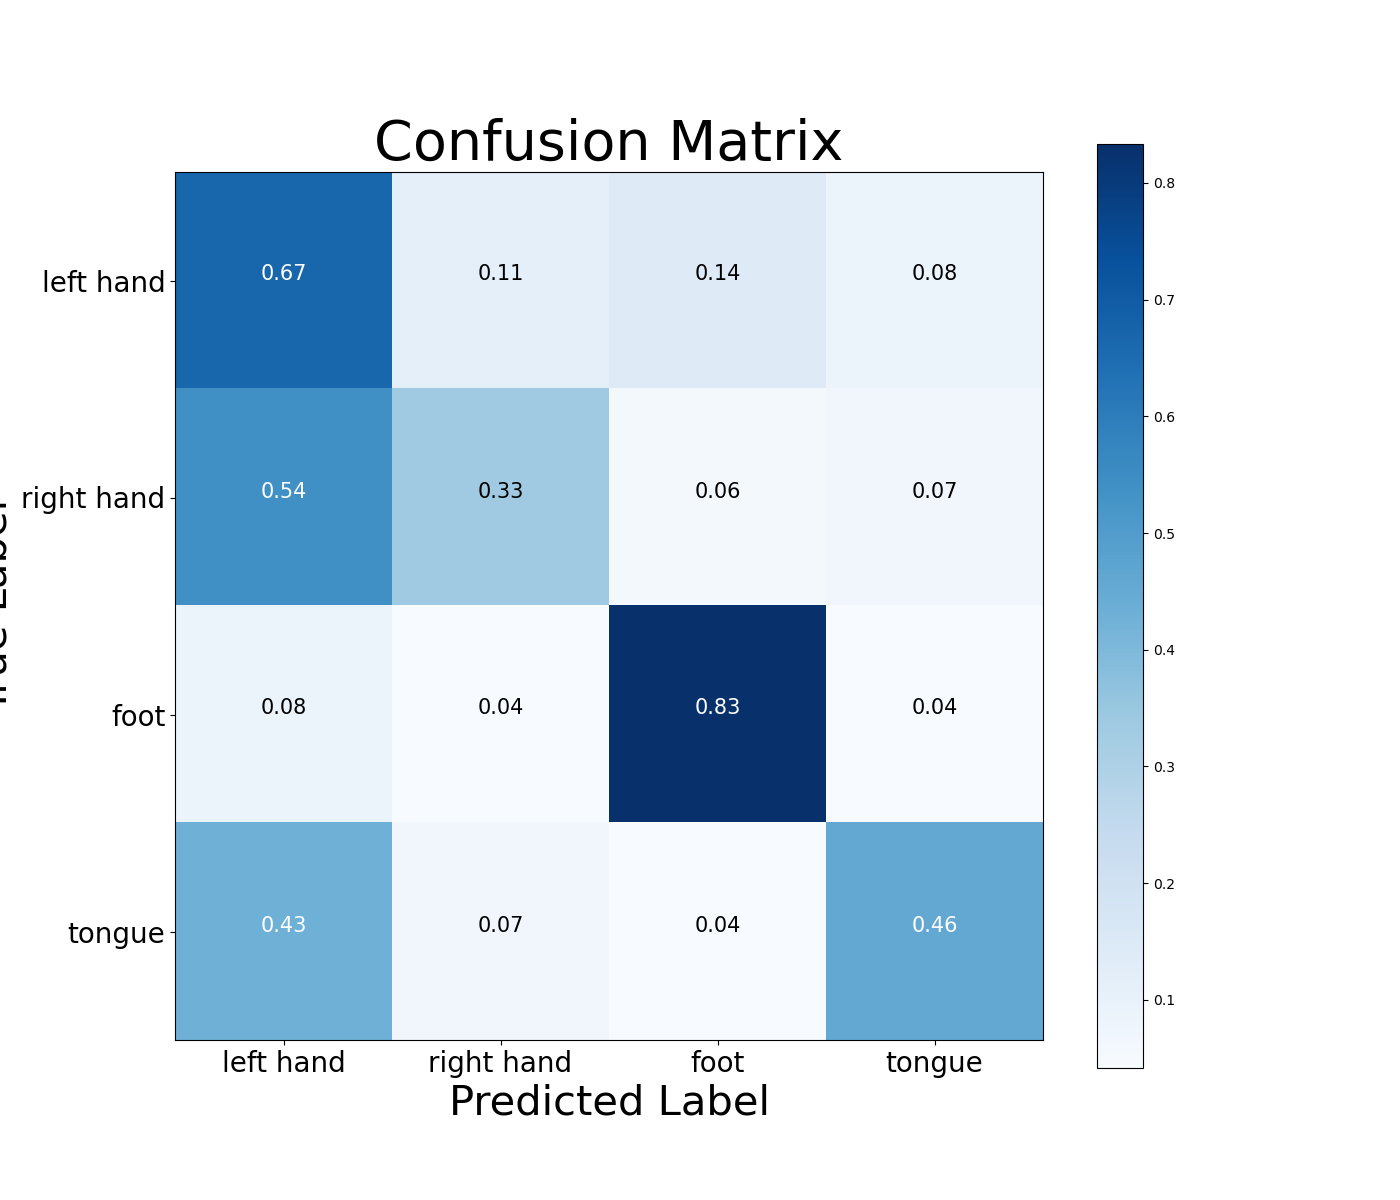 Confusion Matrix
left hand 0.67 0.11 0.14 0.08
right hand 0.54 0.33 0.06 0.07
foot 0.08 0.04 0.83 0.04
tongue 0.43 0.07 0.04 0.46
left hand right hand foot tongue
Predicted Label
0.8
0.7
0.6
0.5
0.4
0.3
0.2
0.1